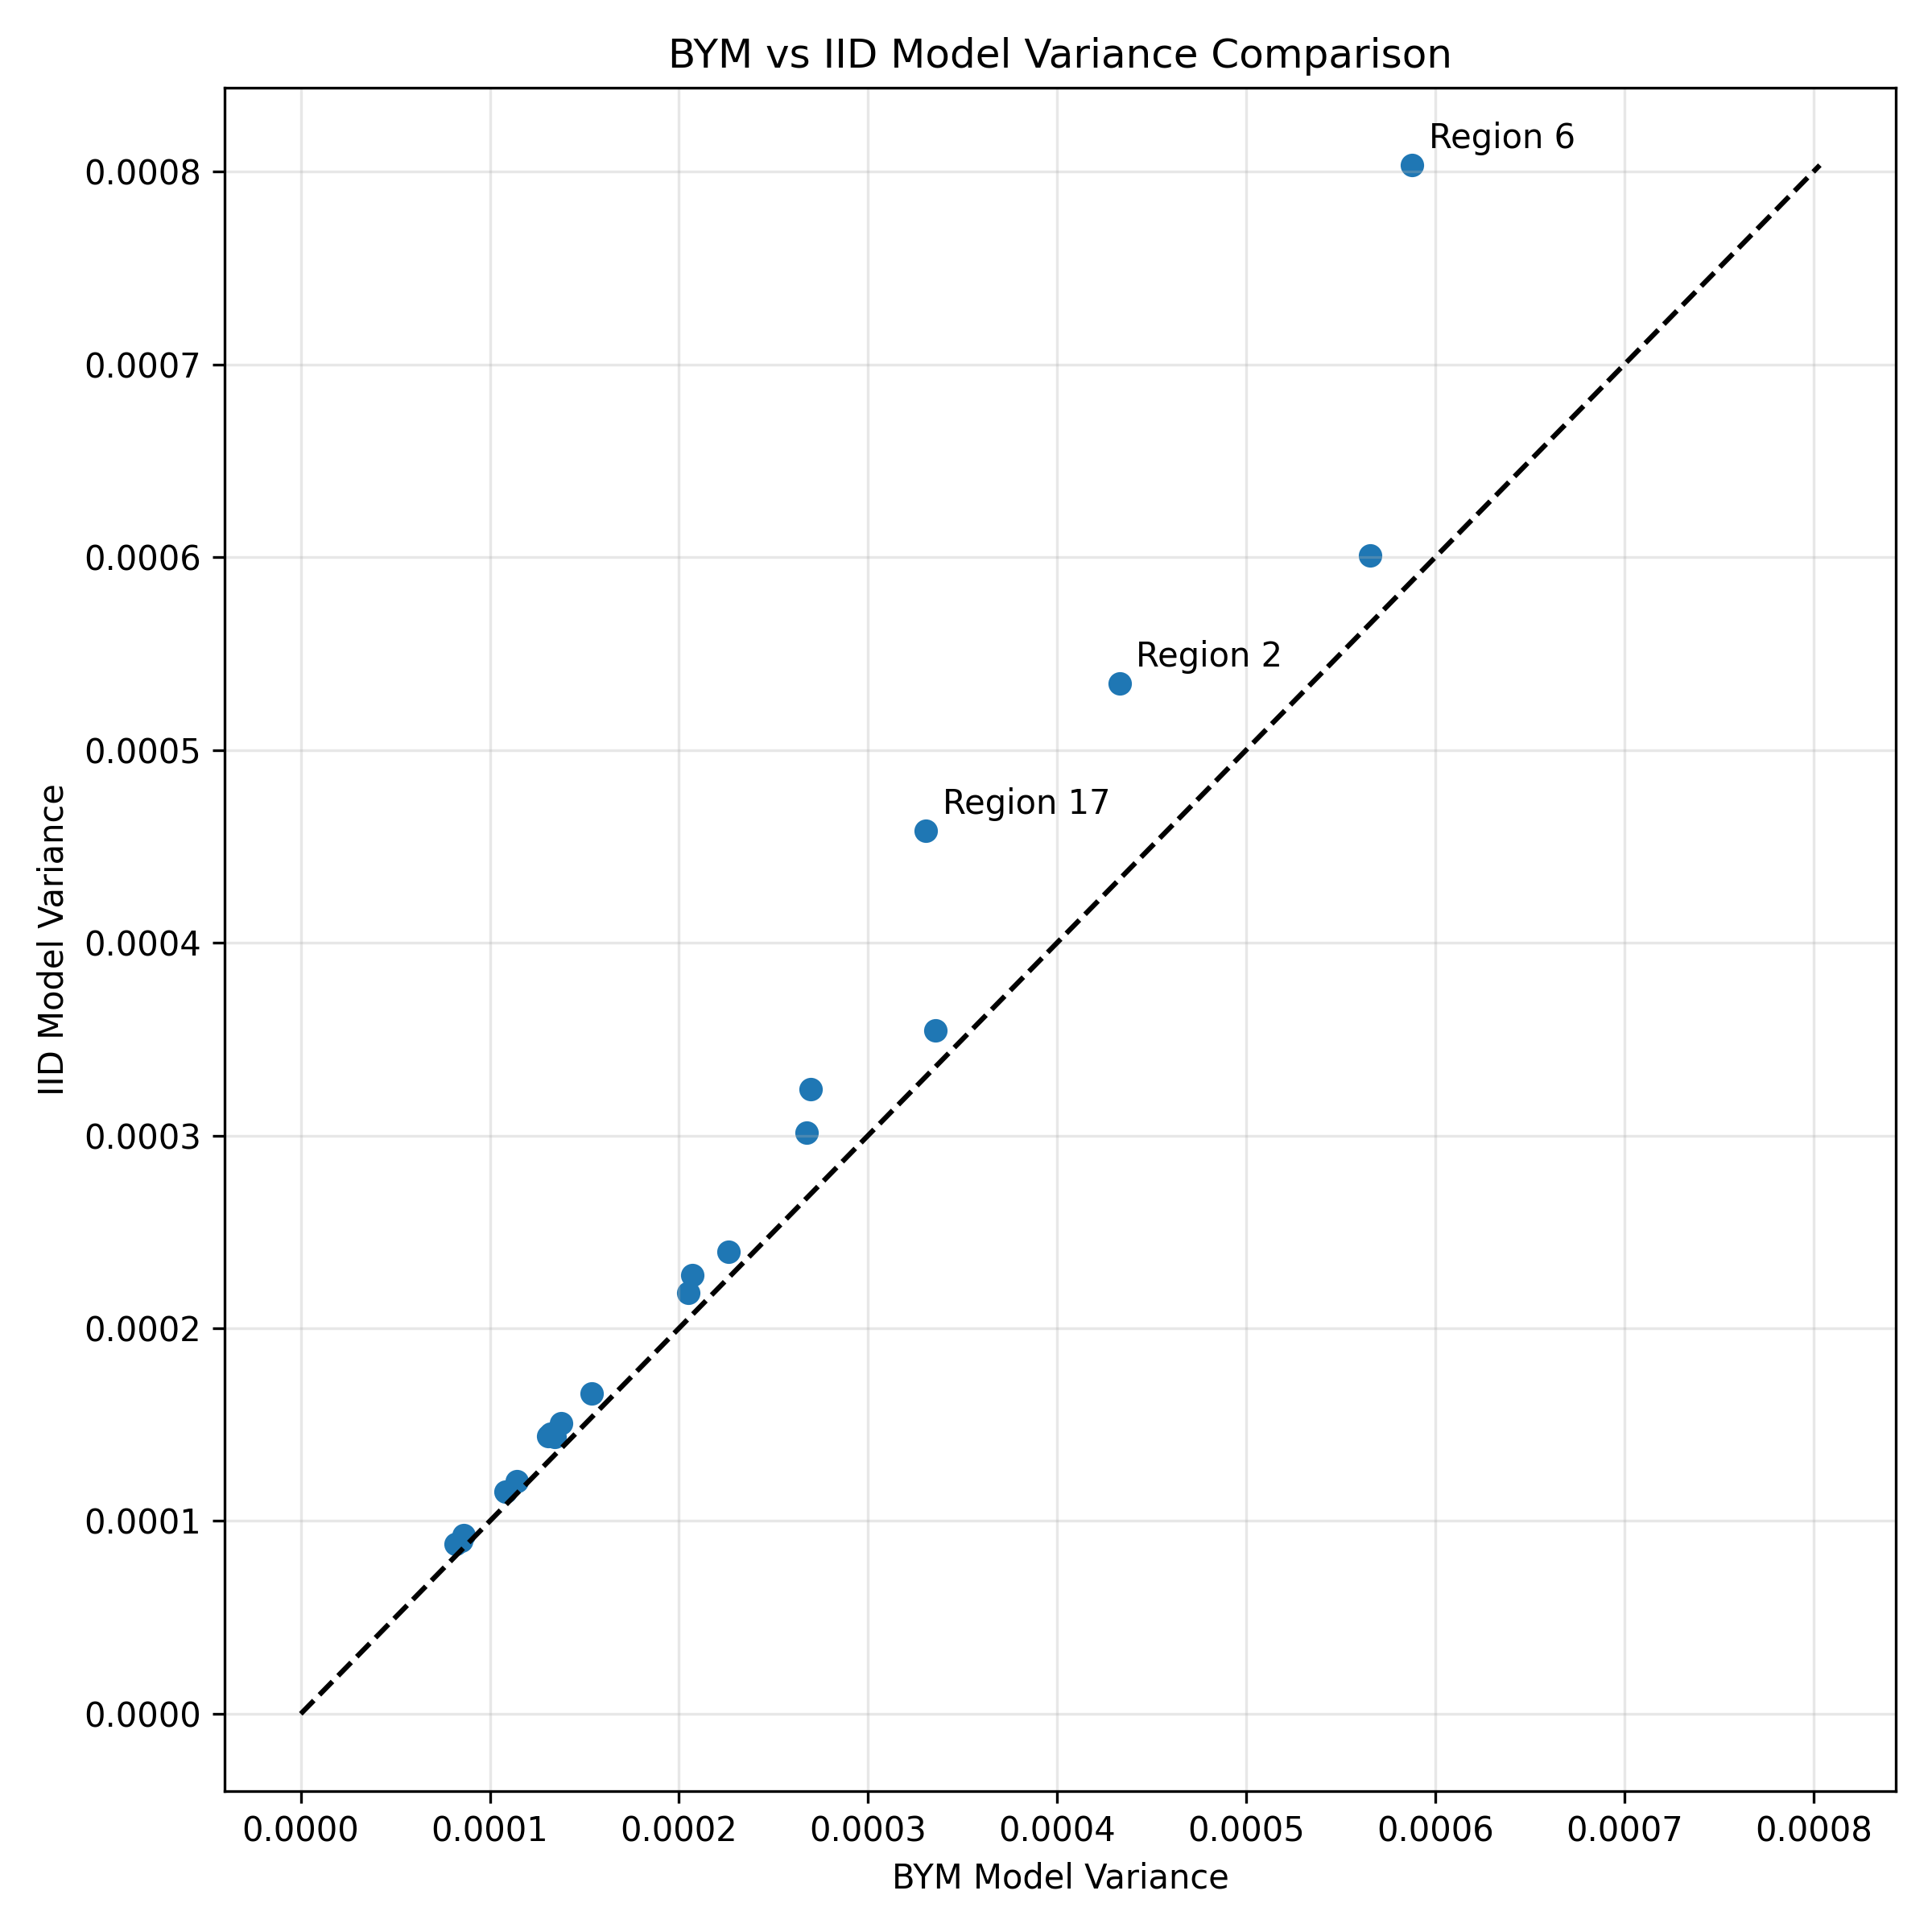 BYM vs IID Model Variance Comparison
Region 6
0.0008
0.0007
0.0006
Region 2
0.0005
Region 17
IID Model Variance
0.0004
0.0003
0.0002
0.0001
0.0000
0.0000 0.0001 0.0002 0.0003 0.0004 0.0005 0.0006 0.0007 0.0008
BYM Model Variance